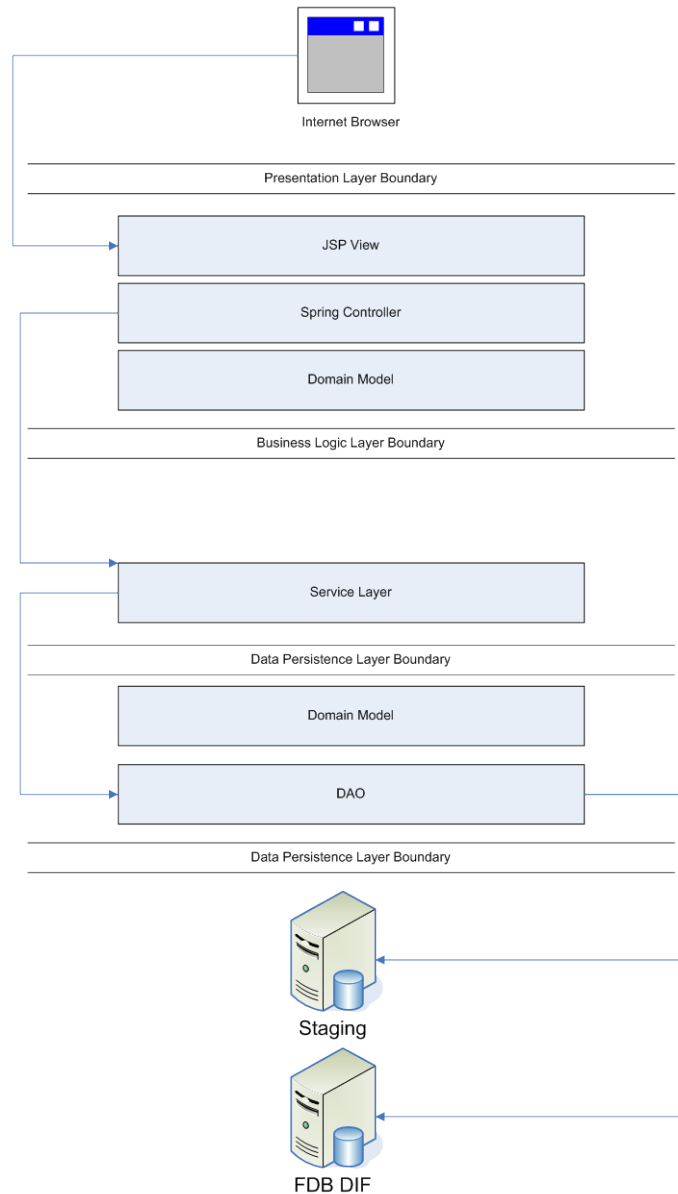 Internet Browser
Presentation Layer Boundary
JSP View
Spring Controller
Domain Model
Business Logic Layer Boundary
Service Layer
Data Persistence Layer Boundary
Domain Model
DAO
Data Persistence Layer Boundary
Staging
FDB DIF